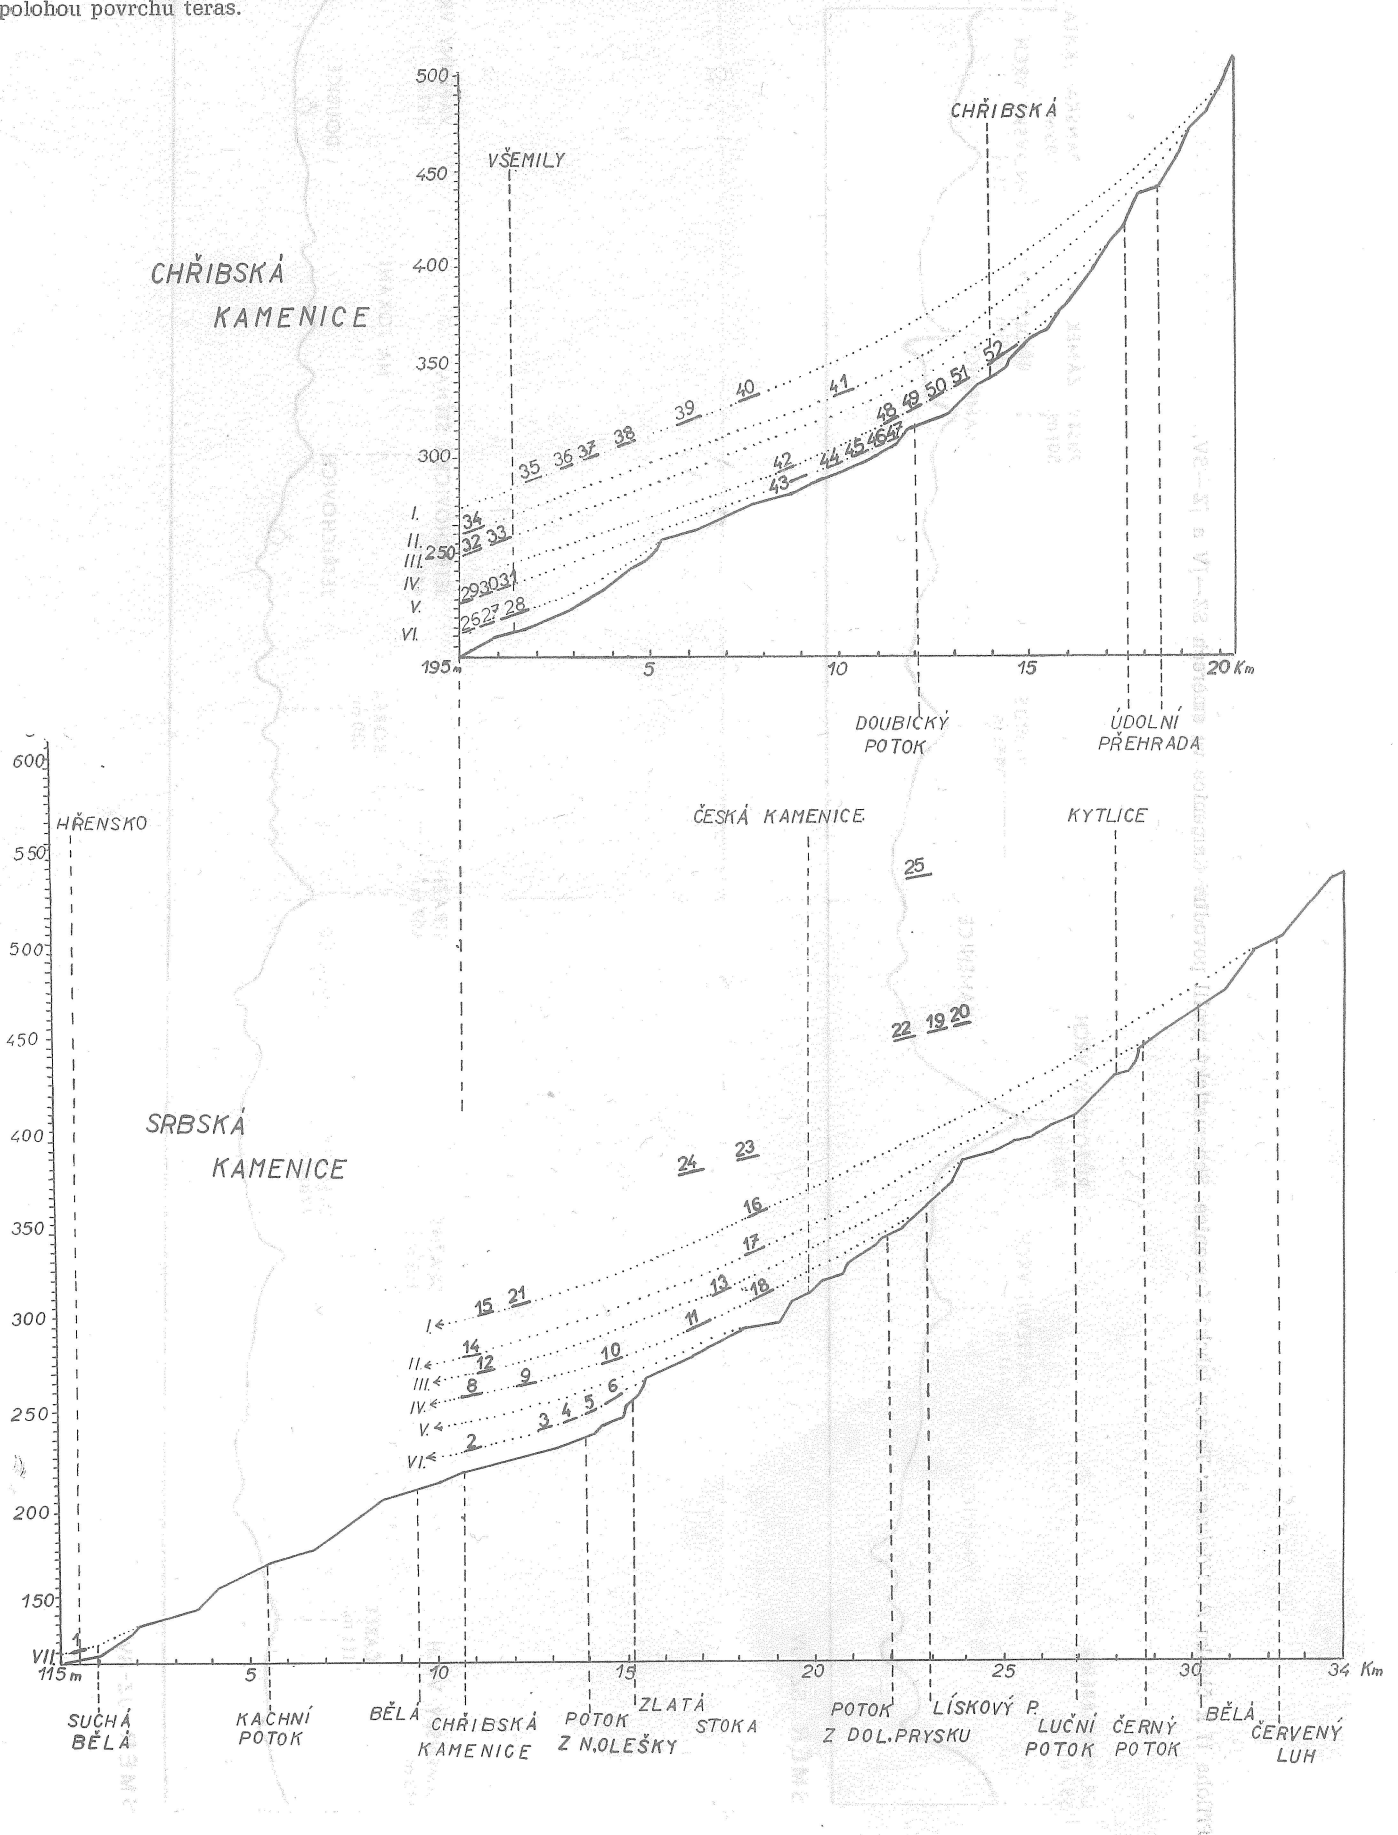 polohou povrchu teras.
500
CHŘIBSKÁ
VŠEMILY
450
CHŘIBSKÁ
KAMENICE
400
350
52
40 41 51
39 50
48 49
38
300
35 36 37
42 44 45 46 47
43
I.
34
II.
32 33
III. 250
IV.
29 30 31
V.
26 27 28
VI.
195 m 5 10 15 20 Km
DOUBICKÝ
POTOK
ÚDOLNÍ
PŘEHRADA
600
HŘENSKO
ČESKÁ KAMENICE
KYTLICE
550
25
500
450
22 19 20
SRBSKÁ
KAMENICE
400
24 23
350
16
17
13 18
300
15 21
I.
11
14
II.
12 10
III.
8 9
IV.
6
250
V.
3 4 5
2
VI.
200
150
1
VII.
115 m 5 10 15 20 25 30 34 Km
SUCHÁ
BĚLÁ
KACHNÍ
POTOK
BĚLÁ
CHŘIBSKÁ
KAMENICE
POTOK
Z N.OLEŠKY
ZLATÁ
STOKA
POTOK
Z DOL.PRYSKU
LÍSKOVÝ P.
LUČNÍ
POTOK
ČERNÝ
POTOK
BĚLÁ
ČERVENÝ
LUH